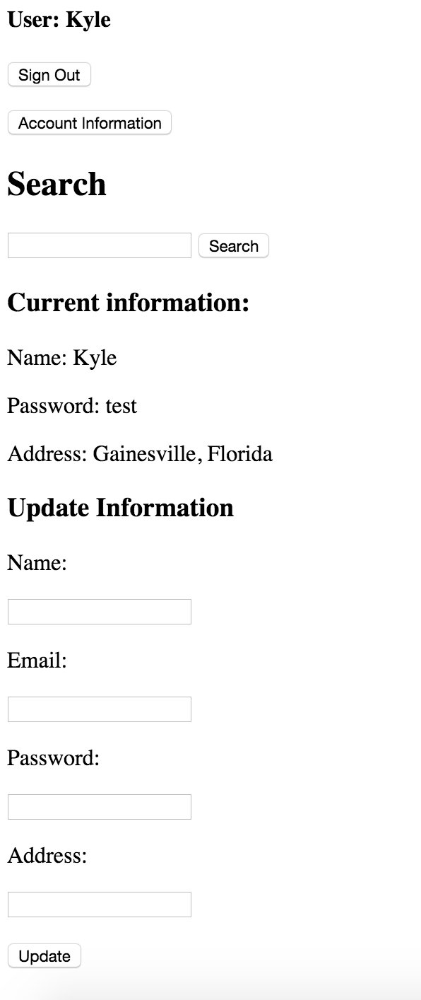 User: Kyle
Sign Out
Account Information
Search
Search
Current information:
Name: Kyle
Password: test
Address: Gainesville, Florida
Update Information
Name:
Email:
Password:
Address:
Update